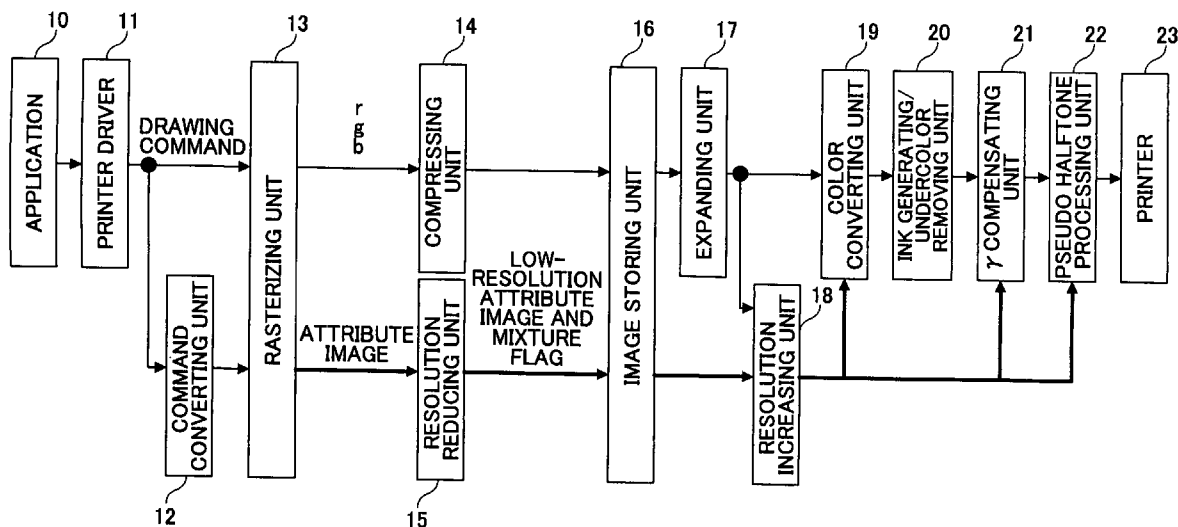 10
11
13
14
16
17
19
20
21
22
23
APPLICATION
PRINTER DRIVER
DRAWING
COMMAND
RASTERIZING UNIT
r
g
b
COMPRESSING
UNIT
IMAGE STORING UNIT
EXPANDING UNIT
COLOR
CONVERTING UNIT
INK GENERATING/
UNDERCOLOR
REMOVING UNIT
γ COMPENSATING
UNIT
PSEUDO HALFTONE
PROCESSING UNIT
PRINTER
COMMAND
CONVERTING UNIT
ATTRIBUTE
IMAGE
RESOLUTION
REDUCING UNIT
LOW-
RESOLUTION
ATTRIBUTE
IMAGE AND
MIXTURE
FLAG
RESOLUTION
INCREASING UNIT
18
12
15